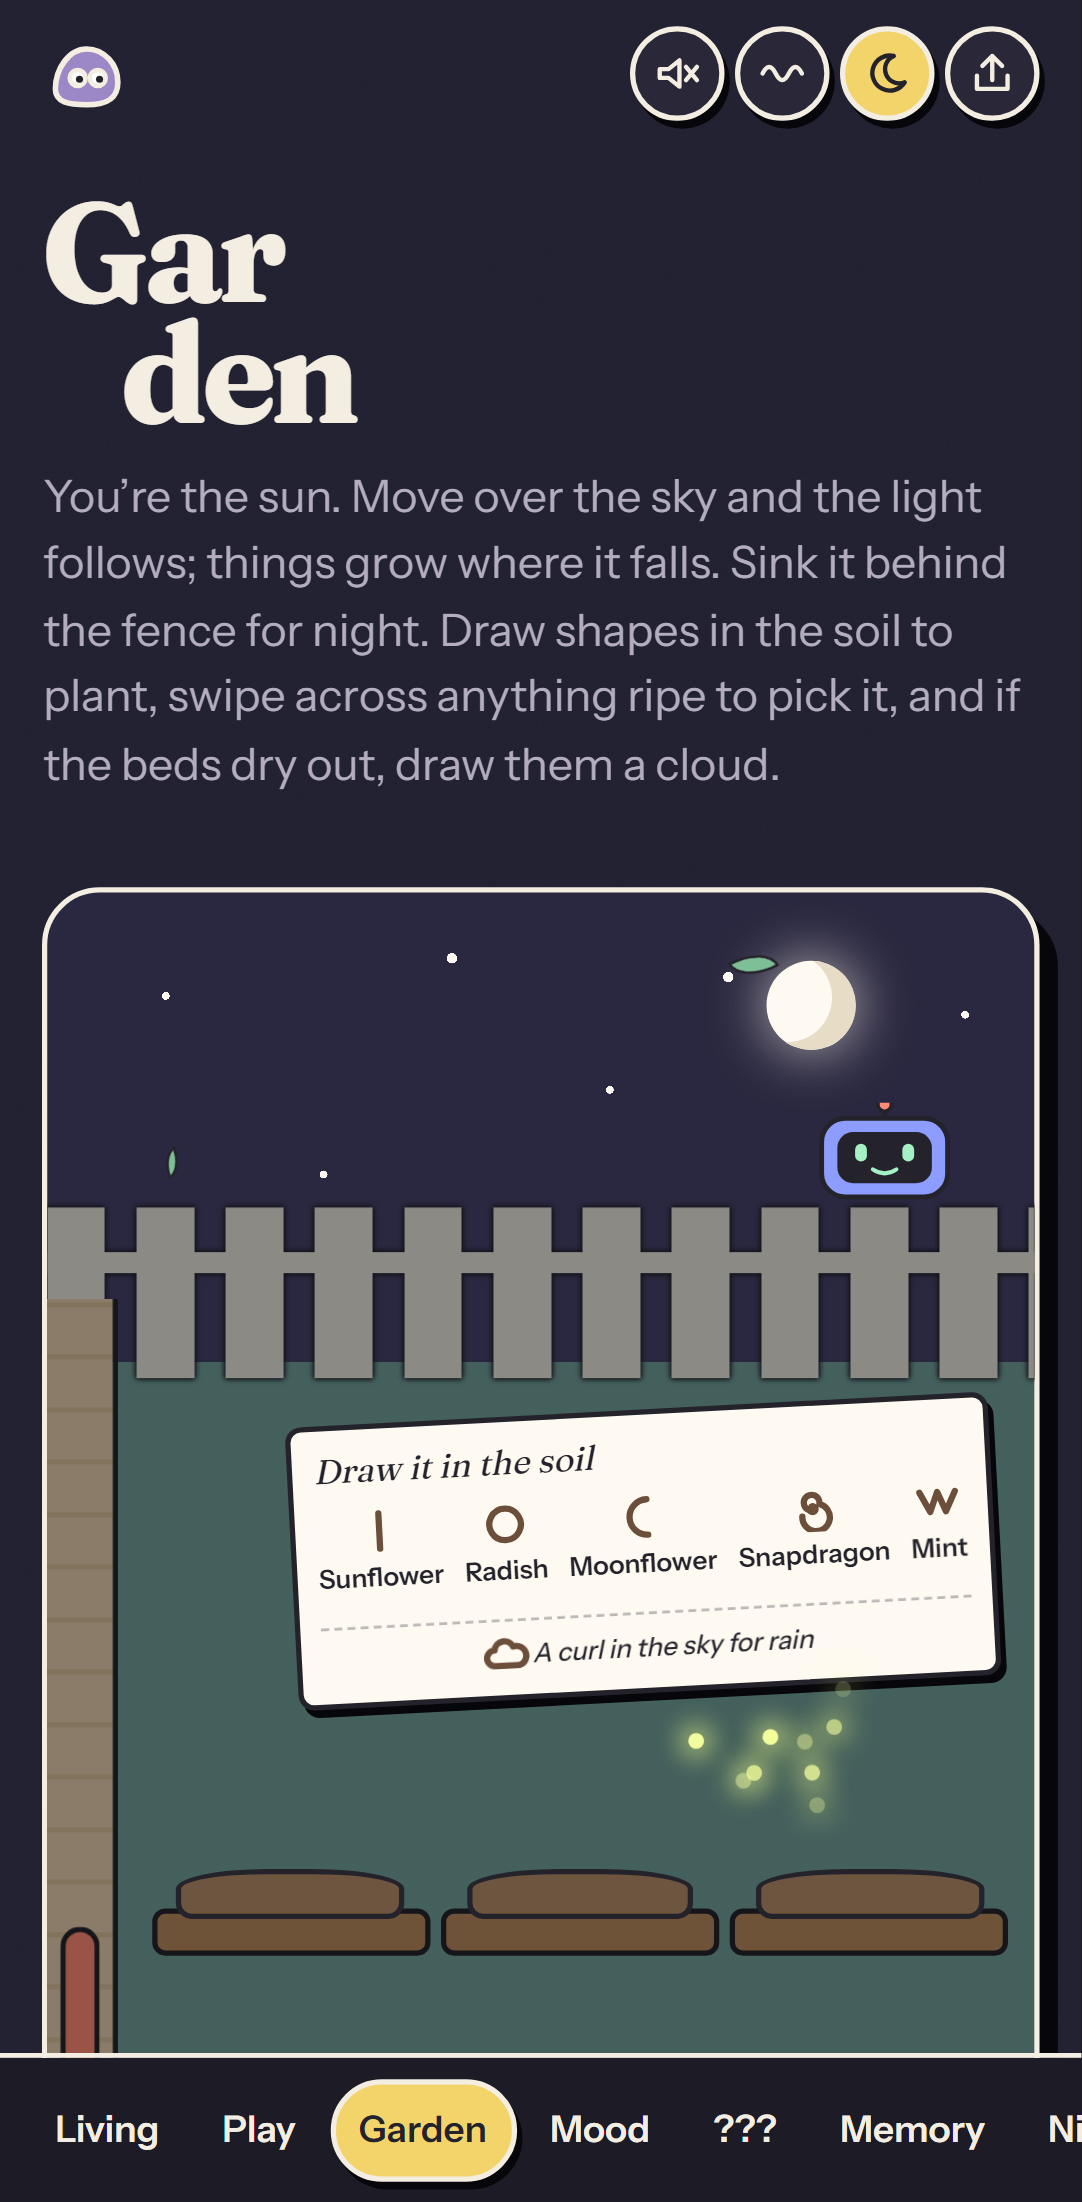 Gar
den
You’re the sun. Move over the sky and the light
follows; things grow where it falls. Sink it behind
the fence for night. Draw shapes in the soil to
plant, swipe across anything ripe to pick it, and if
the beds dry out, draw them a cloud.
Draw it in the soil
Sunflower Radish Moonflower Snapdragon Mint
A curl in the sky for rain
Living Play Garden Mood ??? Memory